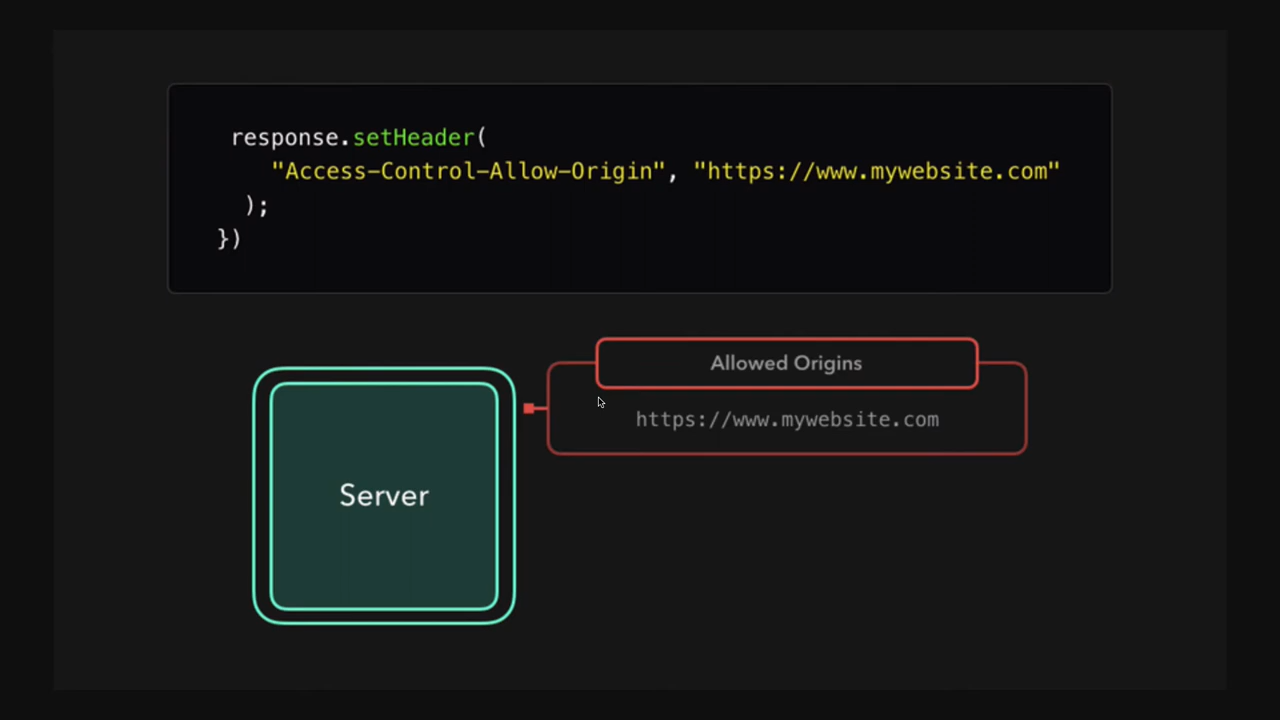 response.setHeader(
"Access-Control-Allow-Origin", "https://www.mywebsite.com"
);
})
Allowed Origins
https://www.mywebsite.com
Server